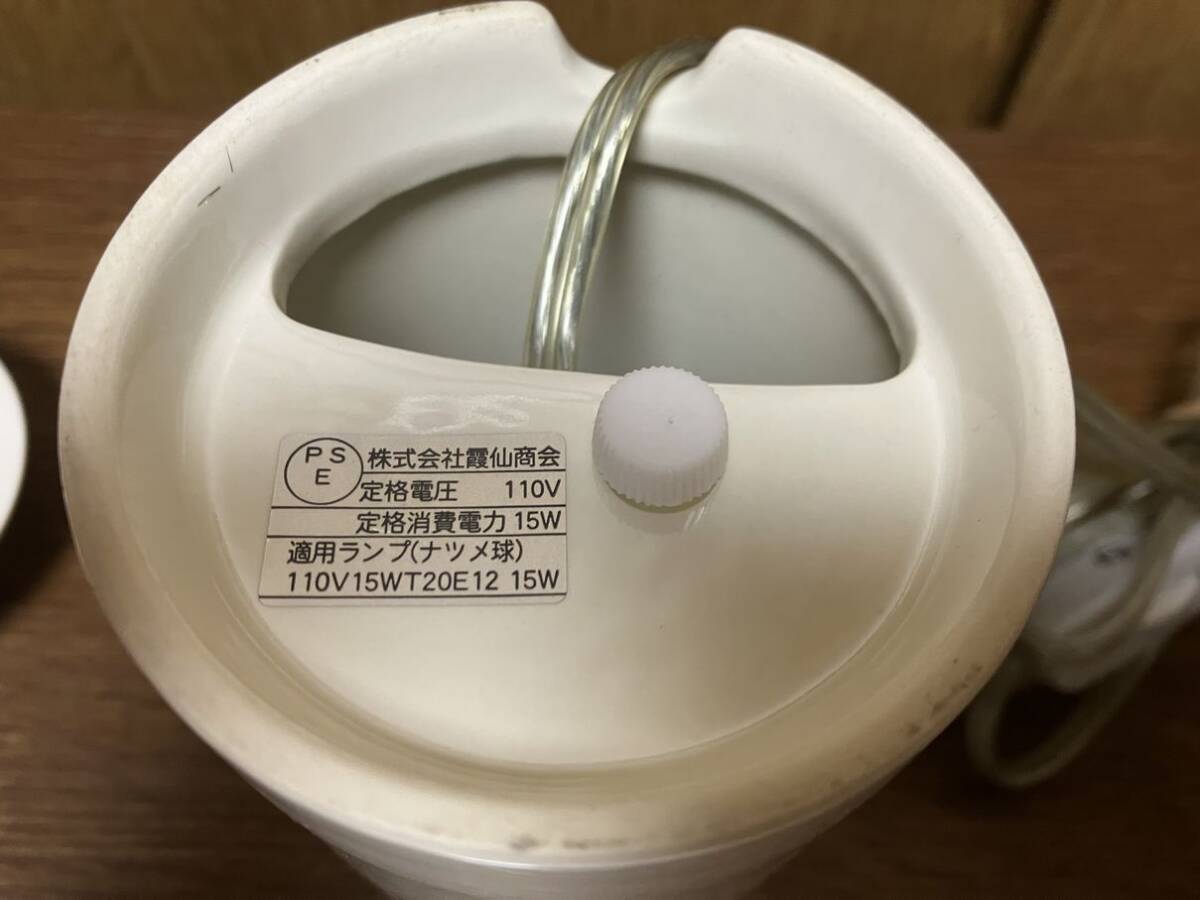 PS
E
株式会社霞仙商会
定格電圧 110V
定格消費電力 15W
適用ランプ(ナツメ球)
110V15WT20E12 15W